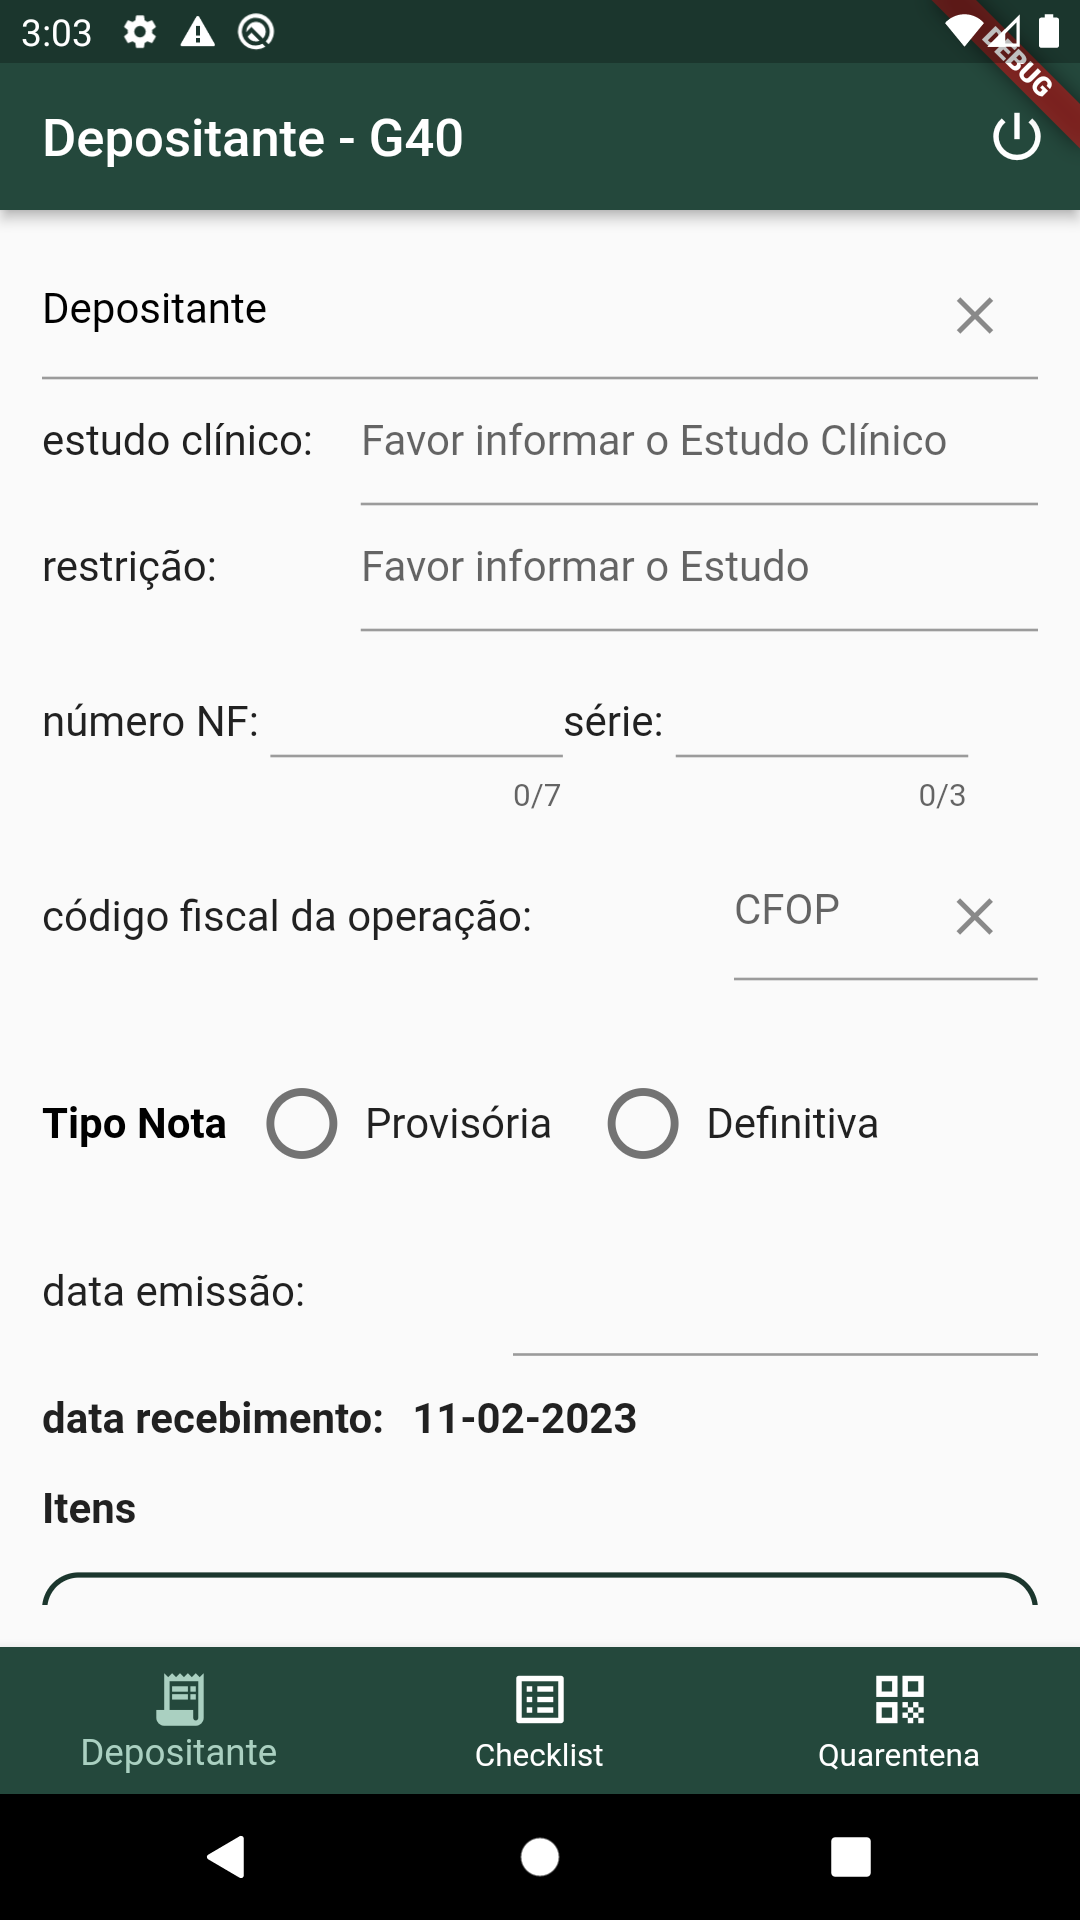 3:03
DEBUG
Depositante - G40
Depositante
estudo clínico: Favor informar o Estudo Clínico
restrição: Favor informar o Estudo
número NF: série:
0/7 0/3
código fiscal da operação: CFOP
Tipo Nota Provisória Definitiva
data emissão:
data recebimento: 11-02-2023
Itens
Depositante Checklist Quarentena